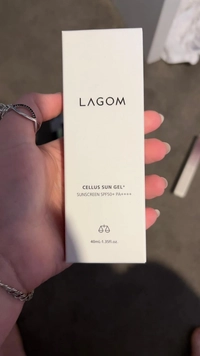 LAGOM
CELLUS SUN GEL+
SUNSCREEN SPF50+ PA++++